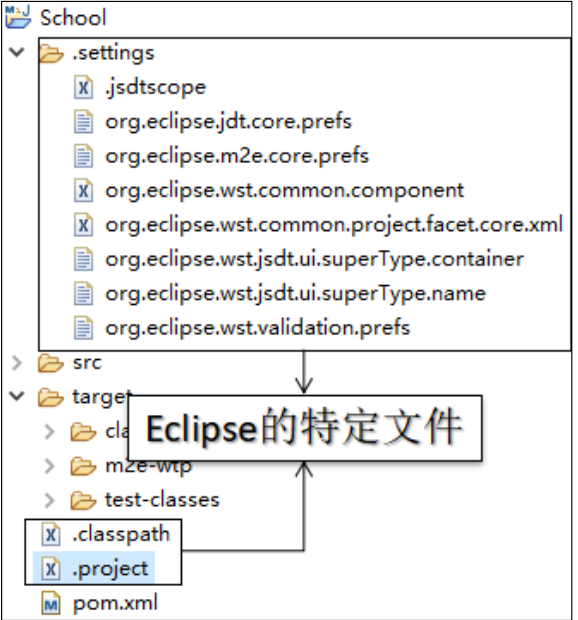 School
.settings
.jsdtscope
org.eclipse.jdt.core.prefs
org.eclipse.m2e.core.prefs
org.eclipse.wst.common.component
org.eclipse.wst.common.project.facet.core.xml
org.eclipse.wst.jsdt.ui.superType.container
org.eclipse.wst.jsdt.ui.superType.name
org.eclipse.wst.validation.prefs
src
target
Eclipse的特定文件
m2e-wtp
test-classes
.classpath
.project
pom.xml